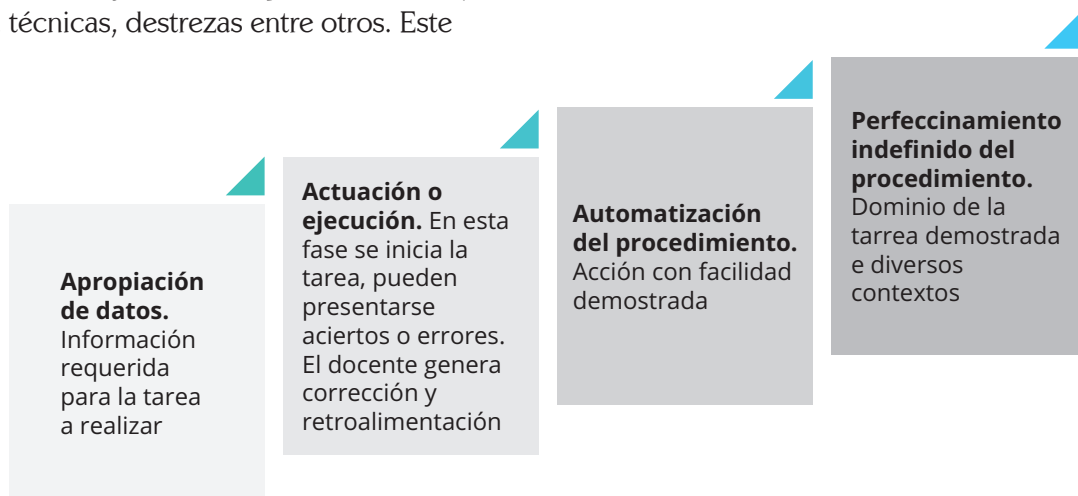 técnicas, destrezas entre otros. Este
Apropiación
de datos.
Información
requerida
para la tarea
a realizar
Actuación o
ejecución. En esta
fase se inicia la
tarea, pueden
presentarse
aciertos o errores.
El docente genera
corrección y
retroalimentación
Automatización
del procedimiento.
Acción con facilidad
demostrada
Perfeccinamiento
indefinido del
procedimiento.
Dominio de la
tarrea demostrada
e diversos
contextos